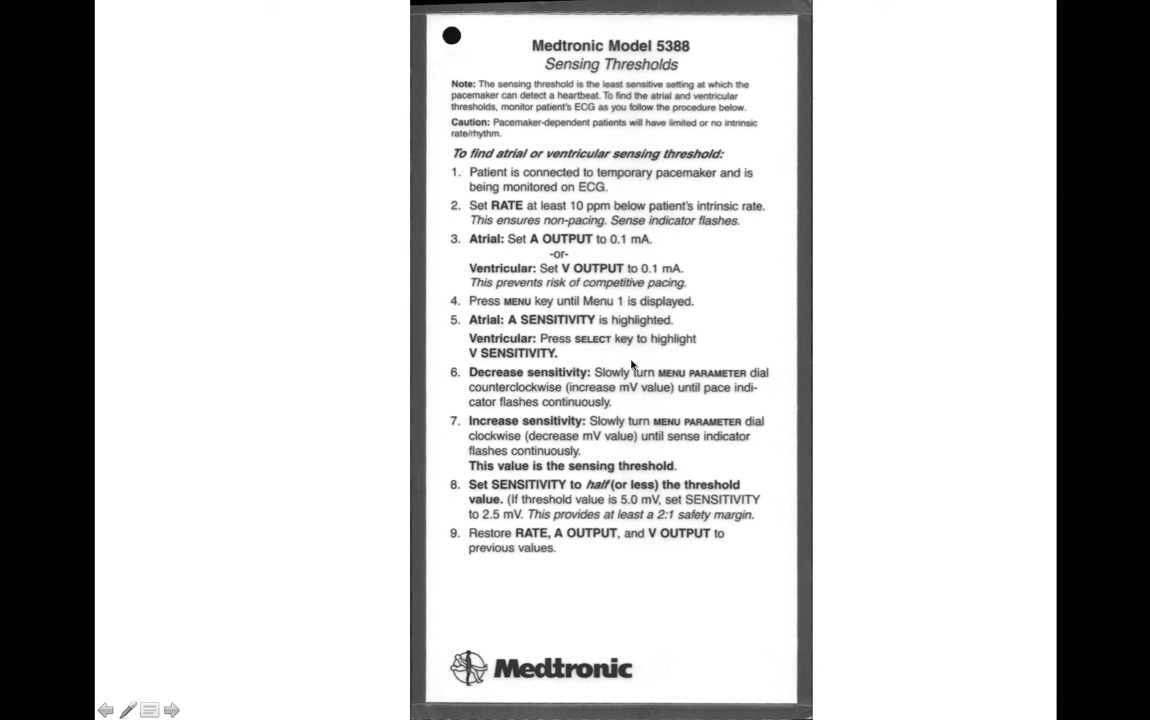 Medtronic Model 5388
Sensing Thresholds
Note: The sensing threshold is the least sensitive setting at which the
pacemaker can detect a heartbeat. To find the atrial and ventricular
thresholds, monitor patient's ECG as you follow the procedure below.
Caution: Pacemaker-dependent patients will have limited or no intrinsic
rate/rhythm.
To find atrial or ventricular sensing threshold:
1. Patient is connected to temporary pacemaker and is
being monitored on ECG.
2. Set RATE at least 10 ppm below patient's intrinsic rate.
This ensures non-pacing. Sense indicator flashes.
3. Atrial: Set A OUTPUT to 0.1 mA.
-or-
Ventricular: Set V OUTPUT to 0.1 mA.
This prevents risk of competitive pacing.
4. Press MENU key until Menu 1 is displayed.
5. Atrial: A SENSITIVITY is highlighted.
Ventricular: Press SELECT key to highlight
V SENSITIVITY.
6. Decrease sensitivity: Slowly turn MENU PARAMETER dial
counterclockwise (increase mV value) until pace indi-
cator flashes continuously.
7. Increase sensitivity: Slowly turn MENU PARAMETER dial
clockwise (decrease mV value) until sense indicator
flashes continuously.
This value is the sensing threshold.
8. Set SENSITIVITY to half (or less) the threshold
value. (If threshold value is 5.0 mV, set SENSITIVITY
to 2.5 mV. This provides at least a 2:1 safety margin.
9. Restore RATE, A OUTPUT, and V OUTPUT to
previous values.
Medtronic